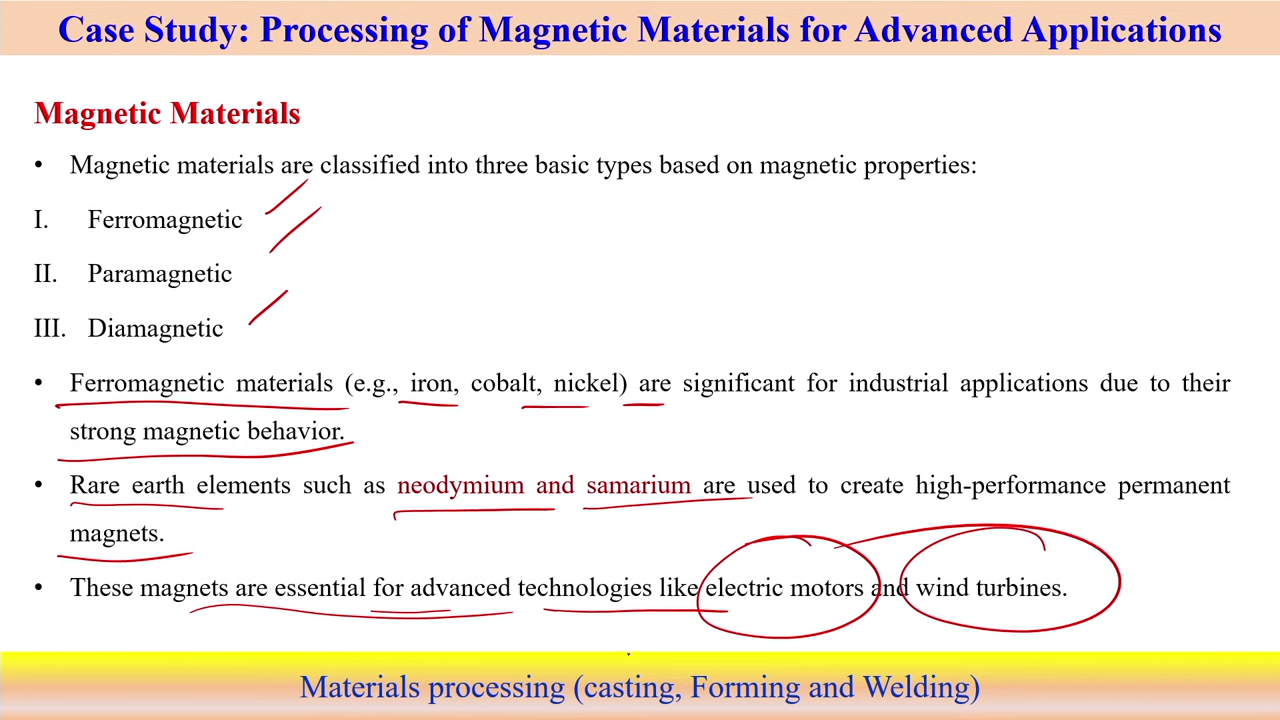 Case Study: Processing of Magnetic Materials for Advanced Applications
Magnetic Materials
• Magnetic materials are classified into three basic types based on magnetic properties:
I. Ferromagnetic
II. Paramagnetic
III. Diamagnetic
• Ferromagnetic materials (e.g., iron, cobalt, nickel) are significant for industrial applications due to their
strong magnetic behavior.
• Rare earth elements such as neodymium and samarium are used to create high-performance permanent
magnets.
• These magnets are essential for advanced technologies like electric motors and wind turbines.
Materials processing (casting, Forming and Welding)